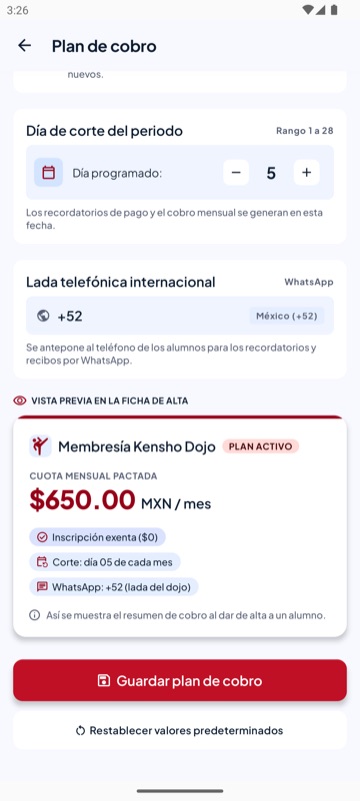 3:26
Plan de cobro
nuevos.
Día de corte del periodo
Rango 1 a 28
Día programado:
− 5 +
Los recordatorios de pago y el cobro mensual se generan en esta
fecha.
Lada telefónica internacional
WhatsApp
+52
México (+52)
Se antepone al teléfono de los alumnos para los recordatorios y
recibos por WhatsApp.
VISTA PREVIA EN LA FICHA DE ALTA
Membresía Kensho Dojo
PLAN ACTIVO
CUOTA MENSUAL PACTADA
$650.00 MXN / mes
Inscripción exenta ($0)
Corte: día 05 de cada mes
WhatsApp: +52 (lada del dojo)
Así se muestra el resumen de cobro al dar de alta a un alumno.
Guardar plan de cobro
Restablecer valores predeterminados